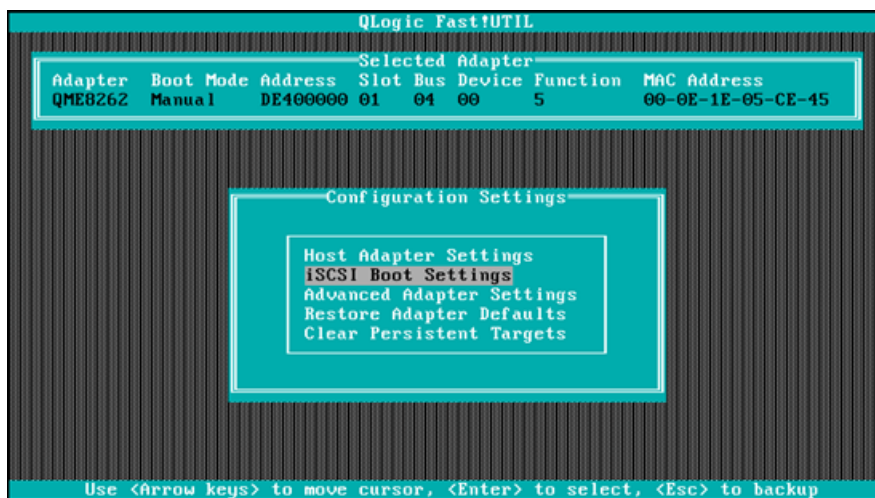 QLogic Fast!UTIL
Selected Adapter
Adapter Boot Mode Address Slot Bus Device Function MAC Address
QME8262 Manual DE400000 01 04 00 5 00-0E-1E-05-CE-45
Configuration Settings
Host Adapter Settings
iSCSI Boot Settings
Advanced Adapter Settings
Restore Adapter Defaults
Clear Persistent Targets
Use <Arrow keys> to move cursor, <Enter> to select, <Esc> to backup